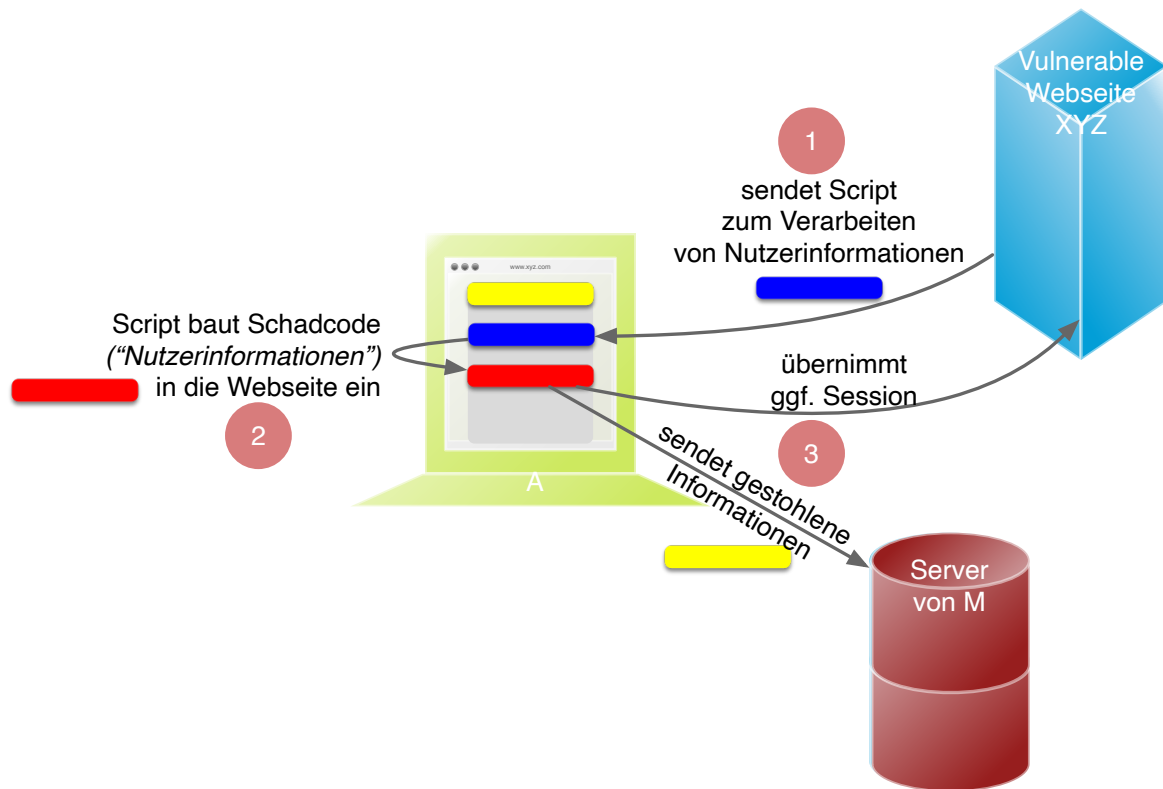 Vulnerable
Webseite
XYZ
1
sendet Script
zum Verarbeiten
von Nutzerinformationen
www.xyz.com
Script baut Schadcode
(“Nutzerinformationen”)
in die Webseite ein
2
übernimmt
ggf. Session
3
A
sendet gestohlene
Informationen
Server
von M